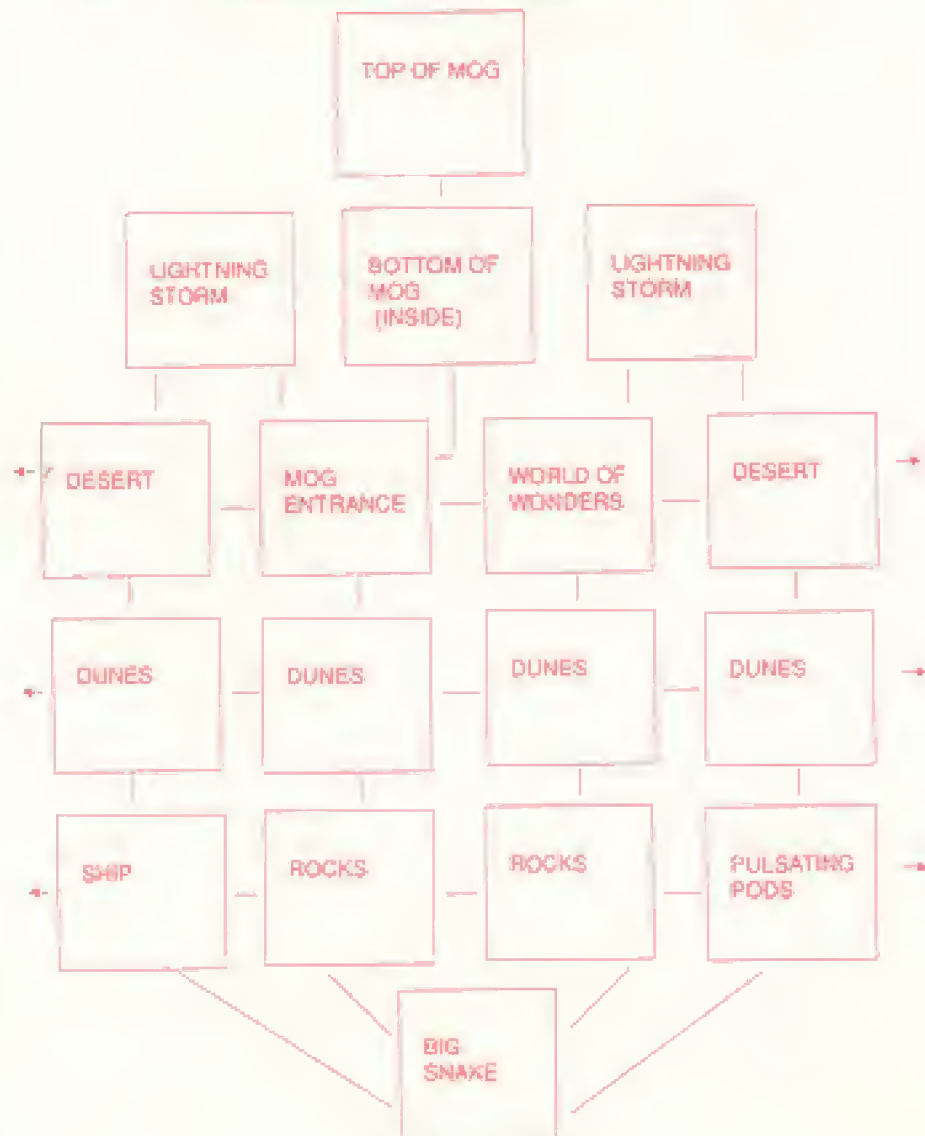 TOP OF MOG
LIGHTNING
STORM
BOTTOM OF
MOG
(INSIDE)
LIGHTNING
STORM
DESERT
MOG
ENTRANCE
WORLD OF
WONDERS
DESERT
DUNES
DUNES
DUNES
DUNES
SHIP
ROCKS
ROCKS
PULSATING
PODS
BIG
SNAKE